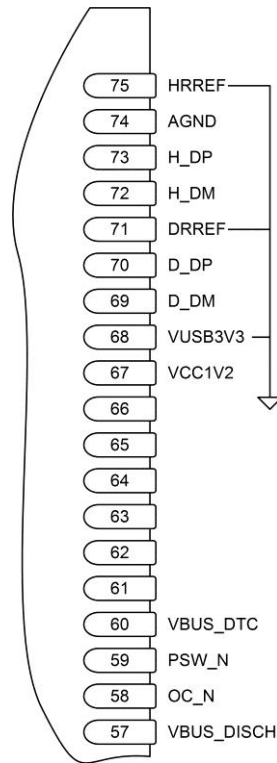 75 HRREF
74 AGND
73 H_DP
72 H_DM
71 DRREF
70 D_DP
69 D_DM
68 VUSB3V3
67 VCC1V2
66
65
64
63
62
61
60 VBUS_DTC
59 PSW_N
58 OC_N
57 VBUS_DISCH